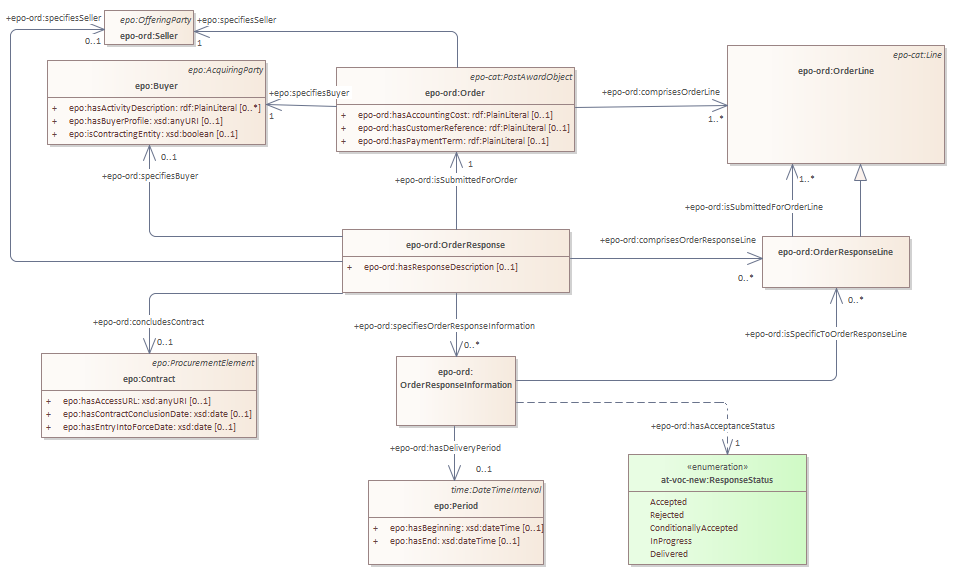 +epo-ord:specifiesSeller
epo:OfferingParty
epo-ord:Seller
0..1
+epo-ord:specifiesSeller
1
epo:AcquiringParty
epo:Buyer
+ epo:hasActivityDescription: rdf:PlainLiteral [0..*]
+ epo:hasBuyerProfile: xsd:anyURI [0..1]
+ epo:isContractingEntity: xsd:boolean [0..1]
+epo:specifiesBuyer
1
epo-cat:PostAwardObject
epo-ord:Order
+ epo-ord:hasAccountingCost: rdf:PlainLiteral [0..1]
+ epo-ord:hasCustomerReference: rdf:PlainLiteral [0..1]
+ epo-ord:hasPaymentTerm: rdf:PlainLiteral [0..1]
+epo-ord:comprisesOrderLine
1..*
epo-cat:Line
epo-ord:OrderLine
0..1
+epo-ord:specifiesBuyer
1
+epo-ord:isSubmittedForOrder
1..*
+epo-ord:isSubmittedForOrderLine
epo-ord:OrderResponse
+ epo-ord:hasResponseDescription [0..1]
+epo-ord:comprisesOrderResponseLine
0..*
epo-ord:OrderResponseLine
+epo-ord:concludesContract
0..1
+epo-ord:specifiesOrderResponseInformation
0..*
0..*
+epo-ord:isSpecificToOrderResponseLine
epo:ProcurementElement
epo:Contract
+ epo:hasAccessURL: xsd:anyURI [0..1]
+ epo:hasContractConclusionDate: xsd:date [0..1]
+ epo:hasEntryIntoForceDate: xsd:date [0..1]
epo-ord:
OrderResponseInformation
+epo-ord:hasDeliveryPeriod
0..1
+epo-ord:hasAcceptanceStatus
1
time:DateTimeInterval
epo:Period
+ epo:hasBeginning: xsd:dateTime [0..1]
+ epo:hasEnd: xsd:dateTime [0..1]
«enumeration»
at-voc-new:ResponseStatus
Accepted
Rejected
ConditionallyAccepted
InProgress
Delivered